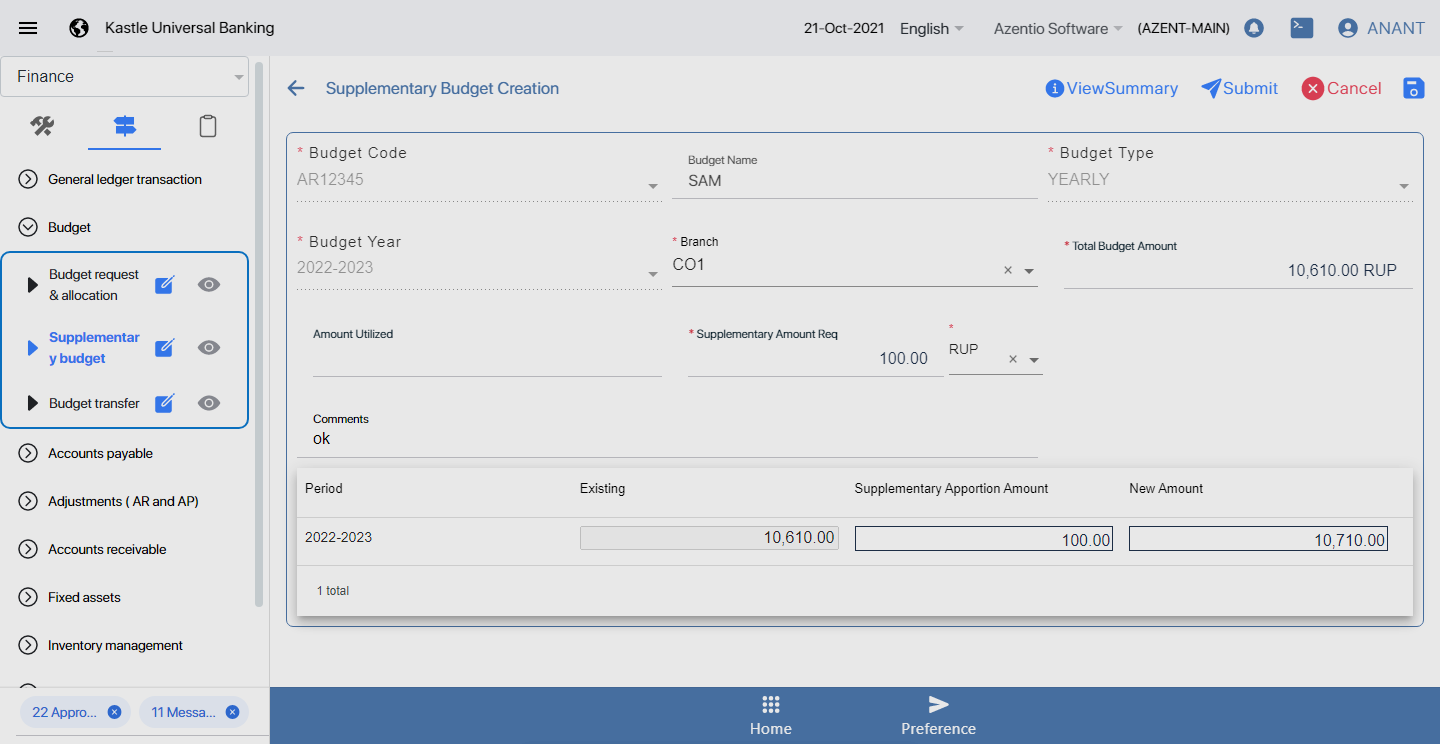 Kastle Universal Banking
21-Oct-2021
English
Azentio Software
(AZENT-MAIN)
ANANT
Finance
General ledger transaction
Budget
Budget request
& allocation
Supplementar
y budget
Budget transfer
Accounts payable
Adjustments ( AR and AP)
Accounts receivable
Fixed assets
Inventory management
22 Appro...
11 Messa...
Supplementary Budget Creation
ViewSummary
Submit
Cancel
* Budget Code
AR12345
Budget Name
SAM
* Budget Type
YEARLY
* Budget Year
2022-2023
* Branch
CO1
* Total Budget Amount
10,610.00 RUP
Amount Utilized
* Supplementary Amount Req
100.00
*
RUP
Comments
ok
Period Existing Supplementary Apportion Amount New Amount
2022-2023 10,610.00 100.00 10,710.00
1 total
Home
Preference